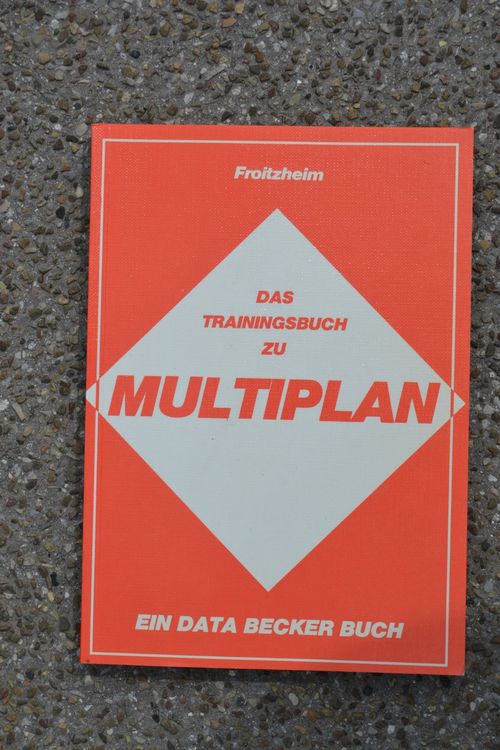 Froitzheim
DAS
TRAININGSBUCH
ZU
MULTIPLAN
EIN DATA BECKER BUCH